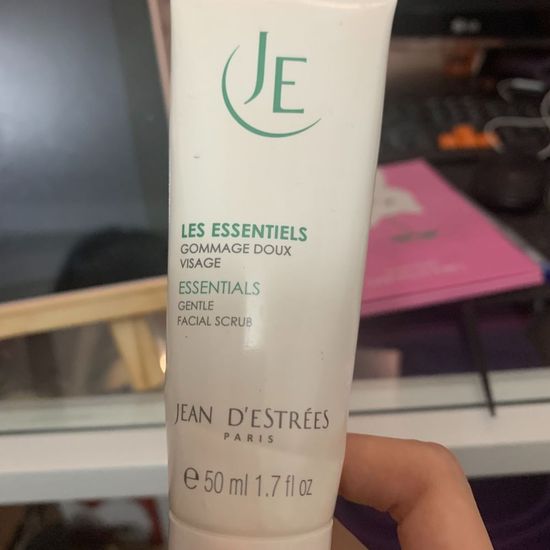 JE
LES ESSENTIELS
GOMMAGE DOUX
VISAGE
ESSENTIALS
GENTLE
FACIAL SCRUB
JEAN D'ESTRÉES
PARIS
℮ 50 ml 1.7 fl oz